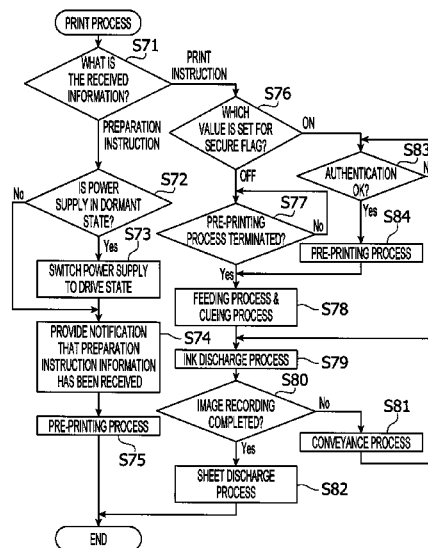 PRINT PROCESS
S71
WHAT IS
THE RECEIVED
INFORMATION?
PRINT
INSTRUCTION
PREPARATION
INSTRUCTION
S72
No
IS POWER
SUPPLY IN DORMANT
STATE?
Yes
S73
SWITCH POWER SUPPLY
TO DRIVE STATE
S74
PROVIDE NOTIFICATION
THAT PREPARATION
INSTRUCTION INFORMATION
HAS BEEN RECEIVED
PRE-PRINTING PROCESS
S75
END
S76
WHICH
VALUE IS SET FOR
SECURE FLAG?
ON
OFF
S77
PRE-PRINTING
PROCESS TERMINATED?
No
Yes
S83
AUTHENTICATION
OK?
Yes
S84
PRE-PRINTING PROCESS
FEEDING PROCESS &
CUEING PROCESS
S78
INK DISCHARGE PROCESS
S79
S80
IMAGE RECORDING
COMPLETED?
No
S81
CONVEYANCE PROCESS
Yes
SHEET DISCHARGE
PROCESS
S82